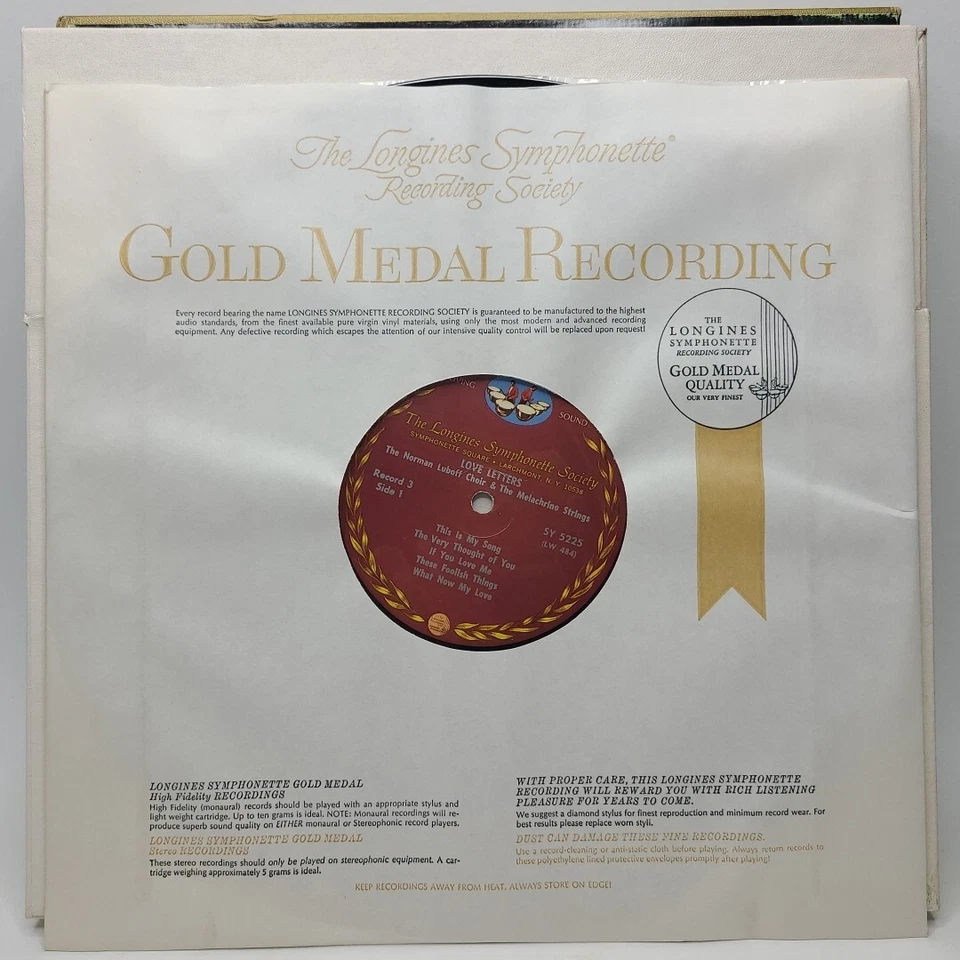 The Longines Symphonette®
Recording Society
GOLD MEDAL RECORDING
Every record bearing the name LONGINES SYMPHONETTE RECORDING SOCIETY is guaranteed to be manufactured to the highest
audio standards, from the finest available pure virgin vinyl materials, using only the most modern and advanced recording
equipment. Any defective recording which escapes the attention of our intensive quality control will be replaced upon request!
THE
LONGINES
SYMPHONETTE
RECORDING SOCIETY
GOLD MEDAL
QUALITY
OUR VERY FINEST
LIVING SOUND
The Longines Symphonette Society
SYMPHONETTE SQUARE • LARCHMONT, N. Y. 10538
LOVE LETTERS
The Norman Luboff Choir & The Melachrino Strings
Record 3
Side 1
SY 5225
(LW 484)
This is My Song
The Very Thought of You
If You Love Me
These Foolish Things
What Now My Love
LONGINES SYMPHONETTE GOLD MEDAL
High Fidelity RECORDINGS
High Fidelity (monaural) records should be played with an appropriate stylus and
light weight cartridge. Up to ten grams is ideal. NOTE: Monaural recordings will re-
produce superb sound quality on EITHER monaural or Stereophonic record players.
LONGINES SYMPHONETTE GOLD MEDAL
Stereo RECORDINGS
These stereo recordings should only be played on stereophonic equipment. A car-
tridge weighing approximately 5 grams is ideal.
WITH PROPER CARE, THIS LONGINES SYMPHONETTE
RECORDING WILL REWARD YOU WITH RICH LISTENING
PLEASURE FOR YEARS TO COME.
We suggest a diamond stylus for finest reproduction and minimum record wear. For
best results please replace worn styli.
DUST CAN DAMAGE THESE FINE RECORDINGS.
Use a record-cleaning or anti-static cloth before playing. Always return records to
these polyethylene lined protective envelopes promptly after playing!
KEEP RECORDINGS AWAY FROM HEAT. ALWAYS STORE ON EDGE!